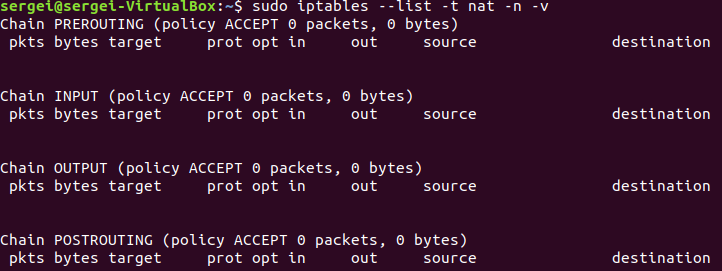 sergei@sergei-VirtualBox:~$ sudo iptables --list -t nat -n -v
Chain PREROUTING (policy ACCEPT 0 packets, 0 bytes)
 pkts bytes target     prot opt in     out     source               destination
Chain INPUT (policy ACCEPT 0 packets, 0 bytes)
 pkts bytes target     prot opt in     out     source               destination
Chain OUTPUT (policy ACCEPT 0 packets, 0 bytes)
 pkts bytes target     prot opt in     out     source               destination
Chain POSTROUTING (policy ACCEPT 0 packets, 0 bytes)
 pkts bytes target     prot opt in     out     source               destination